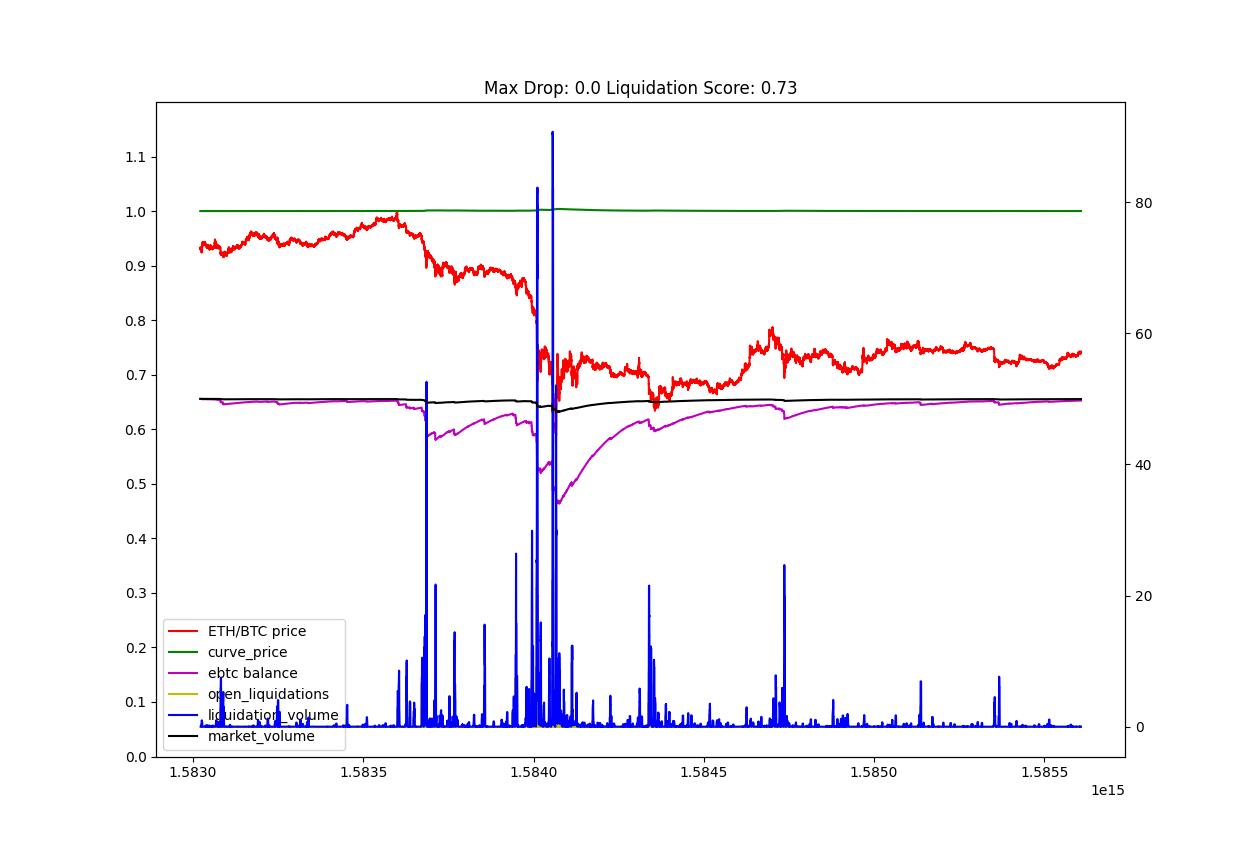 Max Drop: 0.0 Liquidation Score: 0.73
1.1
1.0
0.9
0.8
0.7
0.6
0.5
0.4
0.3
0.2
0.1
0.0
80
60
40
20
0
ETH/BTC price
curve_price
ebtc balance
open_liquidations
liquidation_volume
market_volume
1.5830 1.5835 1.5840 1.5845 1.5850 1.5855
1e15